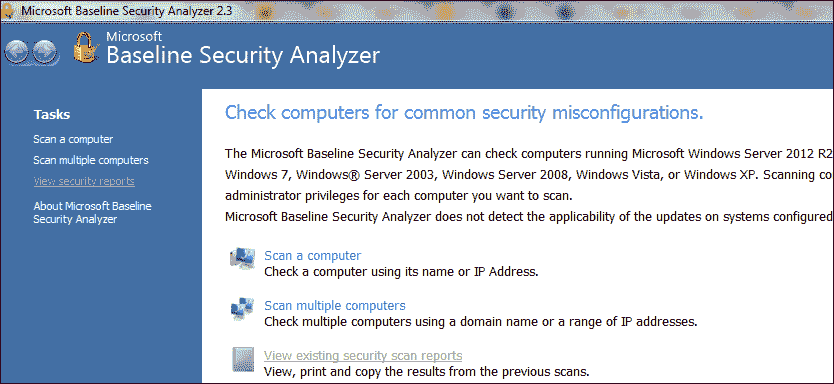 Microsoft Baseline Security Analyzer 2.3
Microsoft
Baseline Security Analyzer
Tasks
Scan a computer
Scan multiple computers
View security reports
About Microsoft Baseline
Security Analyzer
Check computers for common security misconfigurations.
The Microsoft Baseline Security Analyzer can check computers running Microsoft Windows Server 2012 R2
Windows 7, Windows® Server 2003, Windows Server 2008, Windows Vista, or Windows XP. Scanning co
administrator privileges for each computer you want to scan.
Microsoft Baseline Security Analyzer does not detect the applicability of the updates on systems configured
Scan a computer
Check a computer using its name or IP Address.
Scan multiple computers
Check multiple computers using a domain name or a range of IP addresses.
View existing security scan reports
View, print and copy the results from the previous scans.